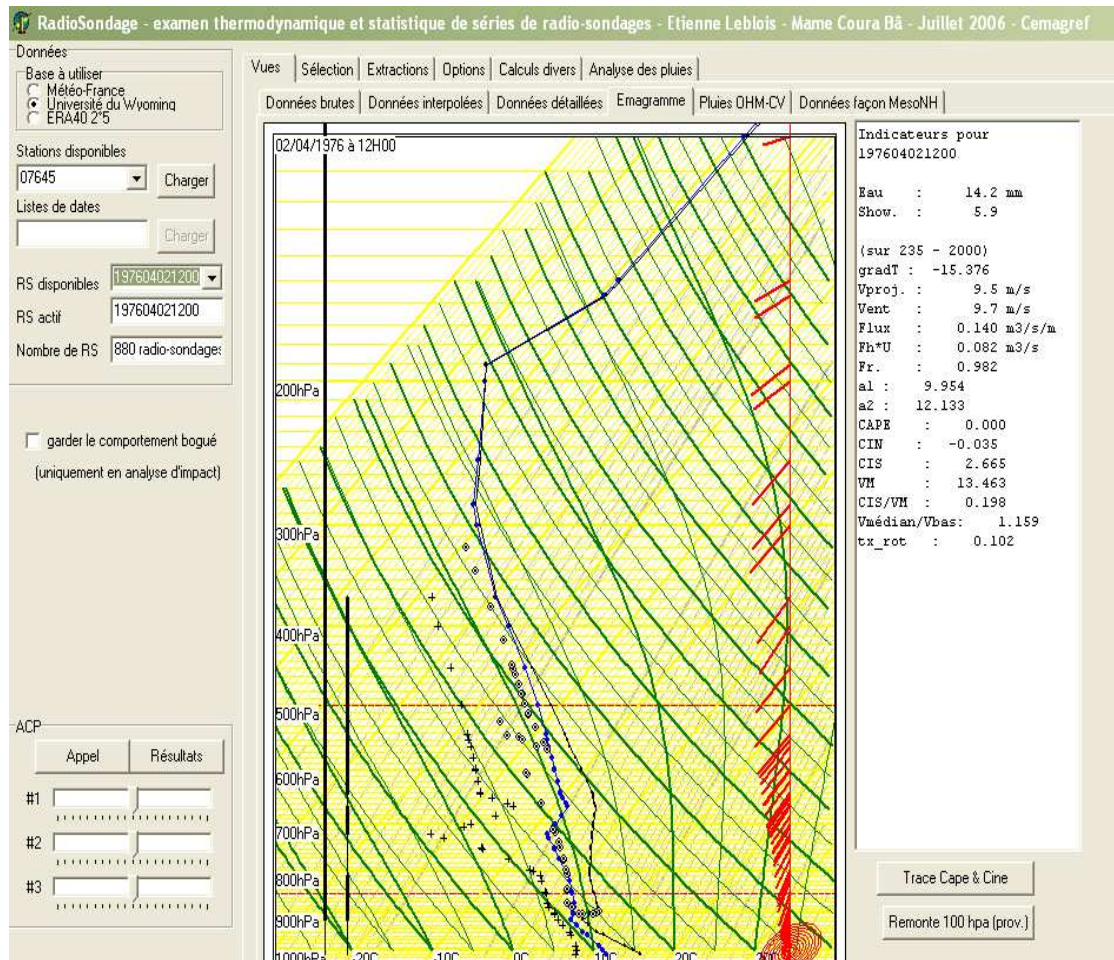 RadioSondage - examen thermodynamique et statistique de séries de radio-sondages - Etienne Leblois - Mame Coura Bâ - Juillet 2006 - Cemagref
Données
Base à utiliser
Météo-France
Université du Wyoming
ERA40 2*5
Stations disponibles
07645
Charger
Listes de dates
Charger
RS disponibles
197604021200
RS actif
197604021200
Nombre de RS
880 radio-sondages
garder le comportement bogué
(uniquement en analyse d'impact)
ACP
Appel
Résultats
#1
#2
#3
Vues
Sélection
Extractions
Options
Calculs divers
Analyse des pluies
Données brutes
Données interpolées
Données détaillées
Emagramme
Pluies OHM-CV
Données façon MesoNH
02/04/1976 à 12H00
200hPa
300hPa
400hPa
500hPa
600hPa
700hPa
800hPa
900hPa
1000hPa
-20C
-10C
0C
20C
Indicateurs pour
197604021200
Eau : 14.2 mm
Show. : 5.9
(sur 235 - 2000)
gradT : -15.376
Vproj. : 9.5 m/s
Vent : 9.7 m/s
Flux : 0.140 m3/s/m
Fh*U : 0.082 m3/s
Fr. : 0.982
a1 : 9.954
a2 : 12.133
CAPE : 0.000
CIN : -0.035
CIS : 2.665
VM : 13.463
CIS/VM : 0.198
Vmédian/Vbas: 1.159
tx_rot : 0.102
Trace Cape & Cine
Remonte 100 hpa (prov.)